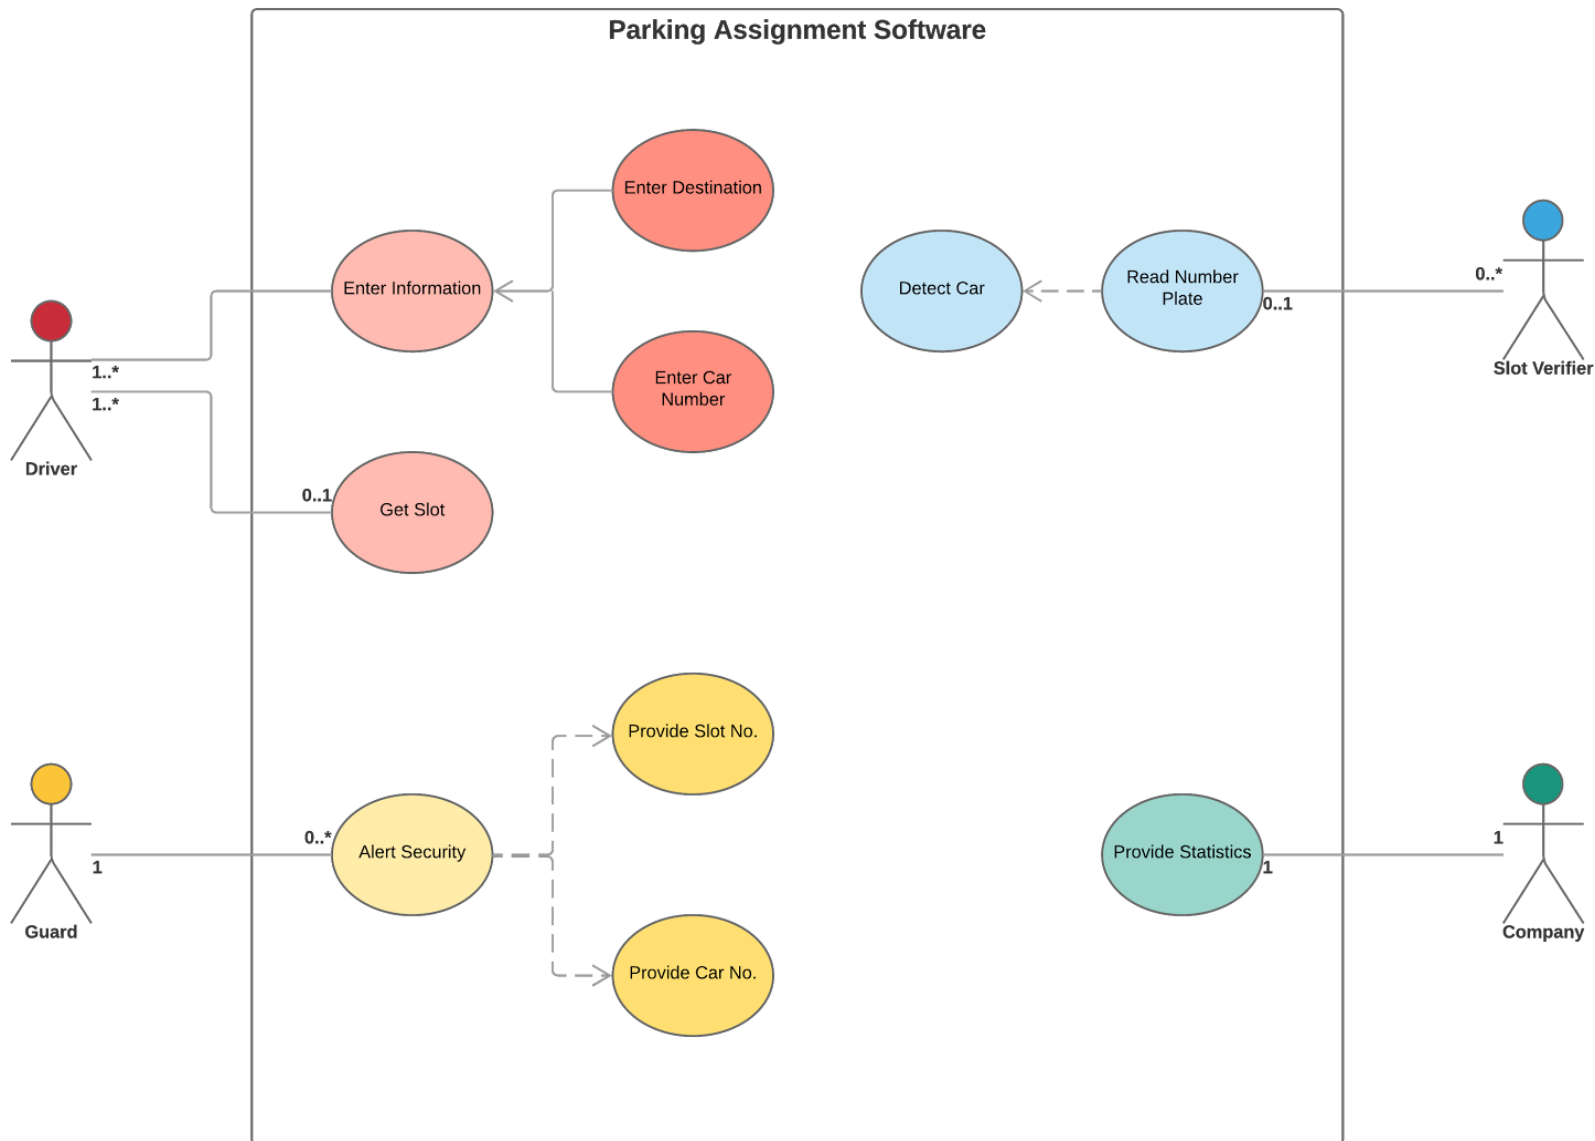 Parking Assignment Software
Enter Destination
Enter Information
Detect Car
Read Number
Plate
0..*
0..1
Slot Verifier
1..*
1..*
Enter Car
Number
Driver
0..1
Get Slot
Provide Slot No.
0..*
Alert Security
1
Guard
Provide Car No.
Provide Statistics
1
1
Company